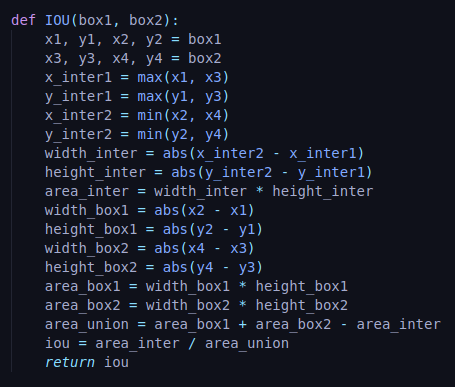 def IOU(box1, box2):
    x1, y1, x2, y2 = box1
    x3, y3, x4, y4 = box2
    x_inter1 = max(x1, x3)
    y_inter1 = max(y1, y3)
    x_inter2 = min(x2, x4)
    y_inter2 = min(y2, y4)
    width_inter = abs(x_inter2 - x_inter1)
    height_inter = abs(y_inter2 - y_inter1)
    area_inter = width_inter * height_inter
    width_box1 = abs(x2 - x1)
    height_box1 = abs(y2 - y1)
    width_box2 = abs(x4 - x3)
    height_box2 = abs(y4 - y3)
    area_box1 = width_box1 * height_box1
    area_box2 = width_box2 * height_box2
    area_union = area_box1 + area_box2 - area_inter
    iou = area_inter / area_union
    return iou